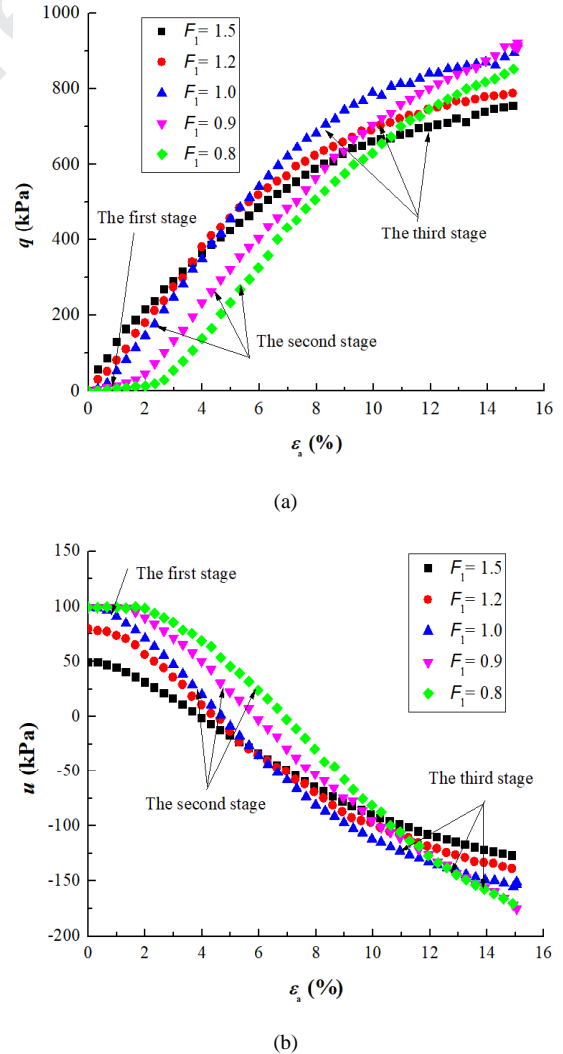 1000
800
600
400
200
0
q (kPa)
F₁= 1.5
F₁= 1.2
F₁= 1.0
F₁= 0.9
F₁= 0.8
The first stage
The third stage
The second stage
0 2 4 6 8 10 12 14 16
εₐ (%)
(a)
150
100
50
0
-50
-100
-150
-200
u (kPa)
The first stage
F₁= 1.5
F₁= 1.2
F₁= 1.0
F₁= 0.9
F₁= 0.8
The second stage
The third stage
0 2 4 6 8 10 12 14 16
εₐ (%)
(b)